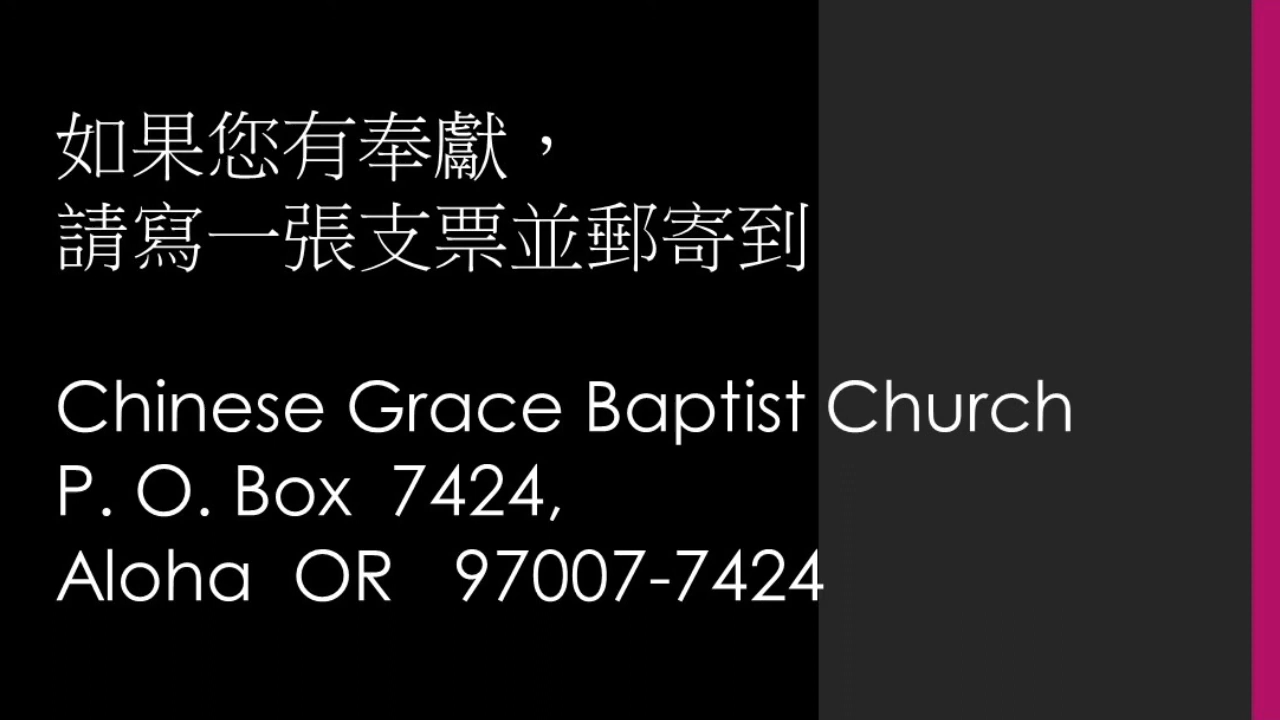 如果您有奉獻，
請寫一張支票並郵寄到
Chinese Grace Baptist Church
P. O. Box 7424,
Aloha OR 97007-7424